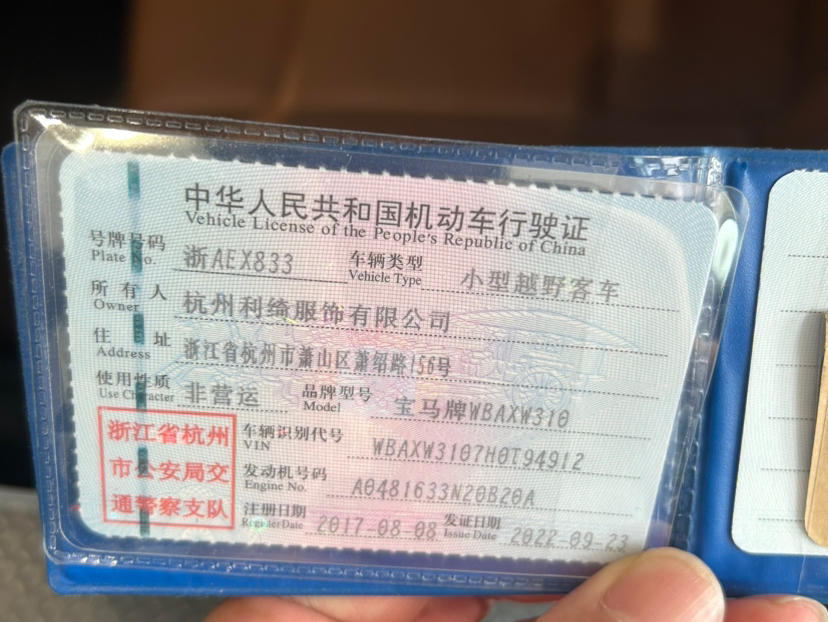 中华人民共和国机动车行驶证
Vehicle License of the People's Republic of China
号牌号码 浙AEX833 车辆类型 小型越野客车
Plate No. Vehicle Type
所有人 杭州利绮服饰有限公司
Owner
住址 浙江省杭州市萧山区萧绍路156号
Address
使用性质 非营运 品牌型号 宝马牌WBAXW310
Use Character Model
浙江省杭州
市公安局交
通警察支队
车辆识别代号 WBAXW3107H0T94912
VIN
发动机号码 A0481633N20B20A
Engine No.
注册日期 2017-08-08 发证日期 2022-09-23
Register Date Issue Date